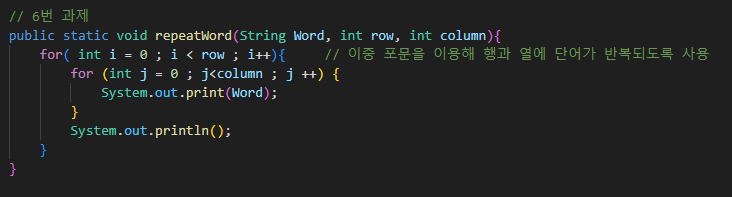 // 6번 과제
public static void repeatWord(String Word, int row, int column){
for( int i = 0 ; i < row ; i++){ // 이중 포문을 이용해 행과 열에 단어가 반복되도록 사용
for (int j = 0 ; j<column ; j ++) {
System.out.print(Word);
}
System.out.println();
}
}